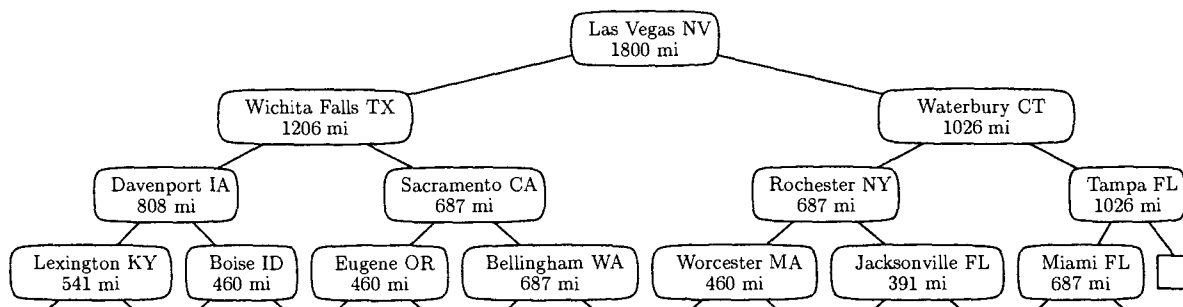 Las Vegas NV
1800 mi
Wichita Falls TX
1206 mi
Waterbury CT
1026 mi
Davenport IA
808 mi
Sacramento CA
687 mi
Rochester NY
687 mi
Tampa FL
1026 mi
Lexington KY
541 mi
Boise ID
460 mi
Eugene OR
460 mi
Bellingham WA
687 mi
Worcester MA
460 mi
Jacksonville FL
391 mi
Miami FL
687 mi